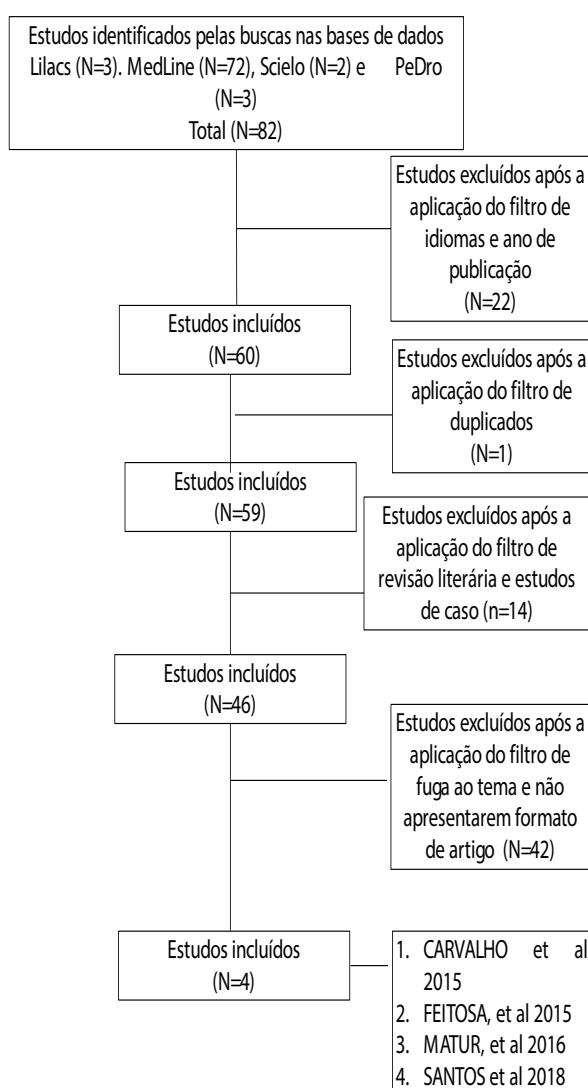 Estudos identificados pelas buscas nas bases de dados
Lilacs (N=3). MedLine (N=72), Scielo (N=2) e PeDro
(N=3)
Total (N=82)
Estudos excluídos após a
aplicação do filtro de
idiomas e ano de
publicação
(N=22)
Estudos incluídos
(N=60)
Estudos excluídos após a
aplicação do filtro de
duplicados
(N=1)
Estudos incluídos
(N=59)
Estudos excluídos após a
aplicação do filtro de
revisão literária e estudos
de caso (n=14)
Estudos incluídos
(N=46)
Estudos excluídos após a
aplicação do filtro de
fuga ao tema e não
apresentarem formato
de artigo (N=42)
Estudos incluídos
(N=4)
1. CARVALHO et al
2015
2. FEITOSA, et al 2015
3. MATUR, et al 2016
4. SANTOS et al 2018